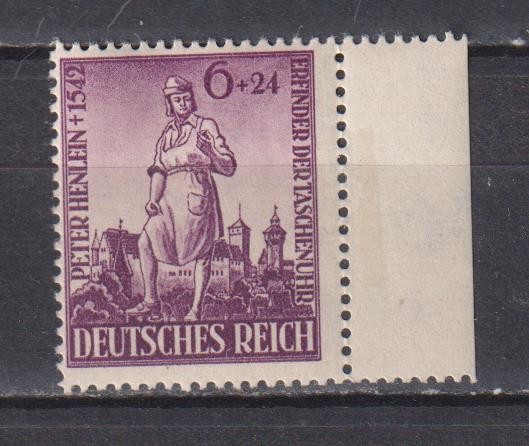 PETER HENLEIN + 1542
6+24
ERFINDER DER TASCHENUHR
DEUTSCHES REICH